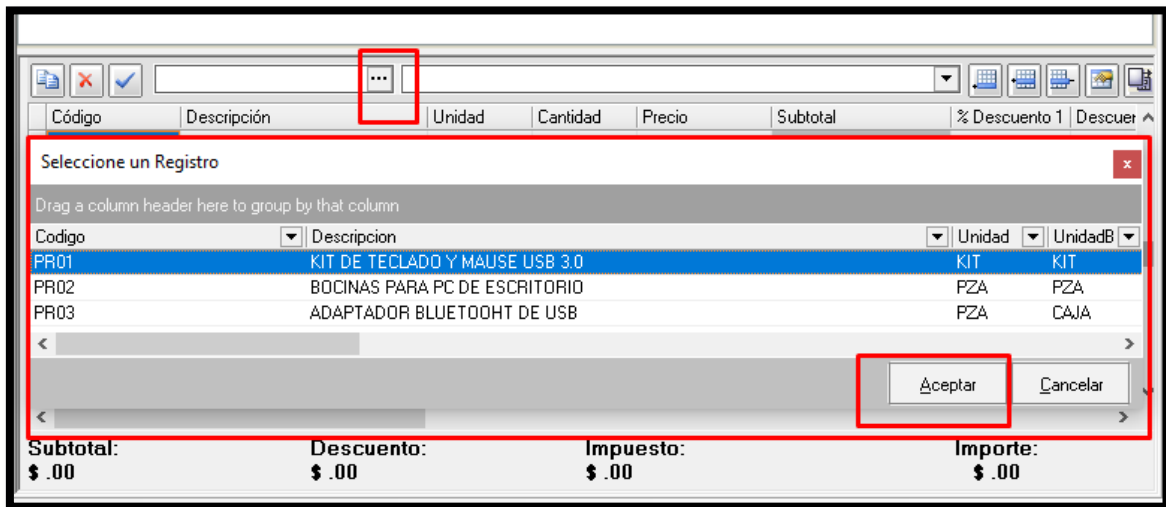 ...
Código Descripción Unidad Cantidad Precio Subtotal % Descuento 1 Descuer
Seleccione un Registro
x
Drag a column header here to group by that column
Codigo Descripcion Unidad UnidadB
PR01 KIT DE TECLADO Y MAUSE USB 3.0 KIT KIT
PR02 BOCINAS PARA PC DE ESCRITORIO PZA PZA
PR03 ADAPTADOR BLUETOOHT DE USB PZA CAJA
Aceptar Cancelar
Subtotal: Descuento: Impuesto: Importe:
$ .00 $ .00 $ .00 $ .00